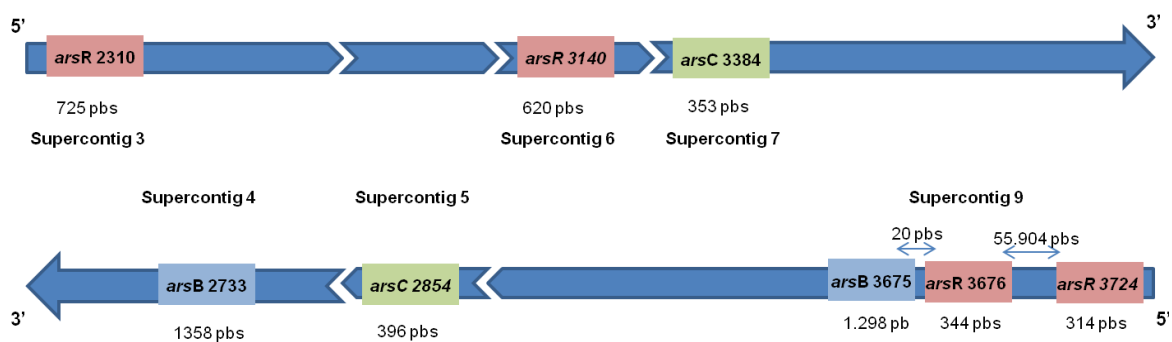 5’
3’
arsR 2310
arsR 3140
arsC 3384
725 pbs
620 pbs
353 pbs
Supercontig 3
Supercontig 6
Supercontig 7
Supercontig 4
Supercontig 5
Supercontig 9
20 pbs
55.904 pbs
arsB 2733
arsC 2854
arsB 3675
arsR 3676
arsR 3724
3’
1358 pbs
396 pbs
1.298 pb
344 pbs
314 pbs
5’